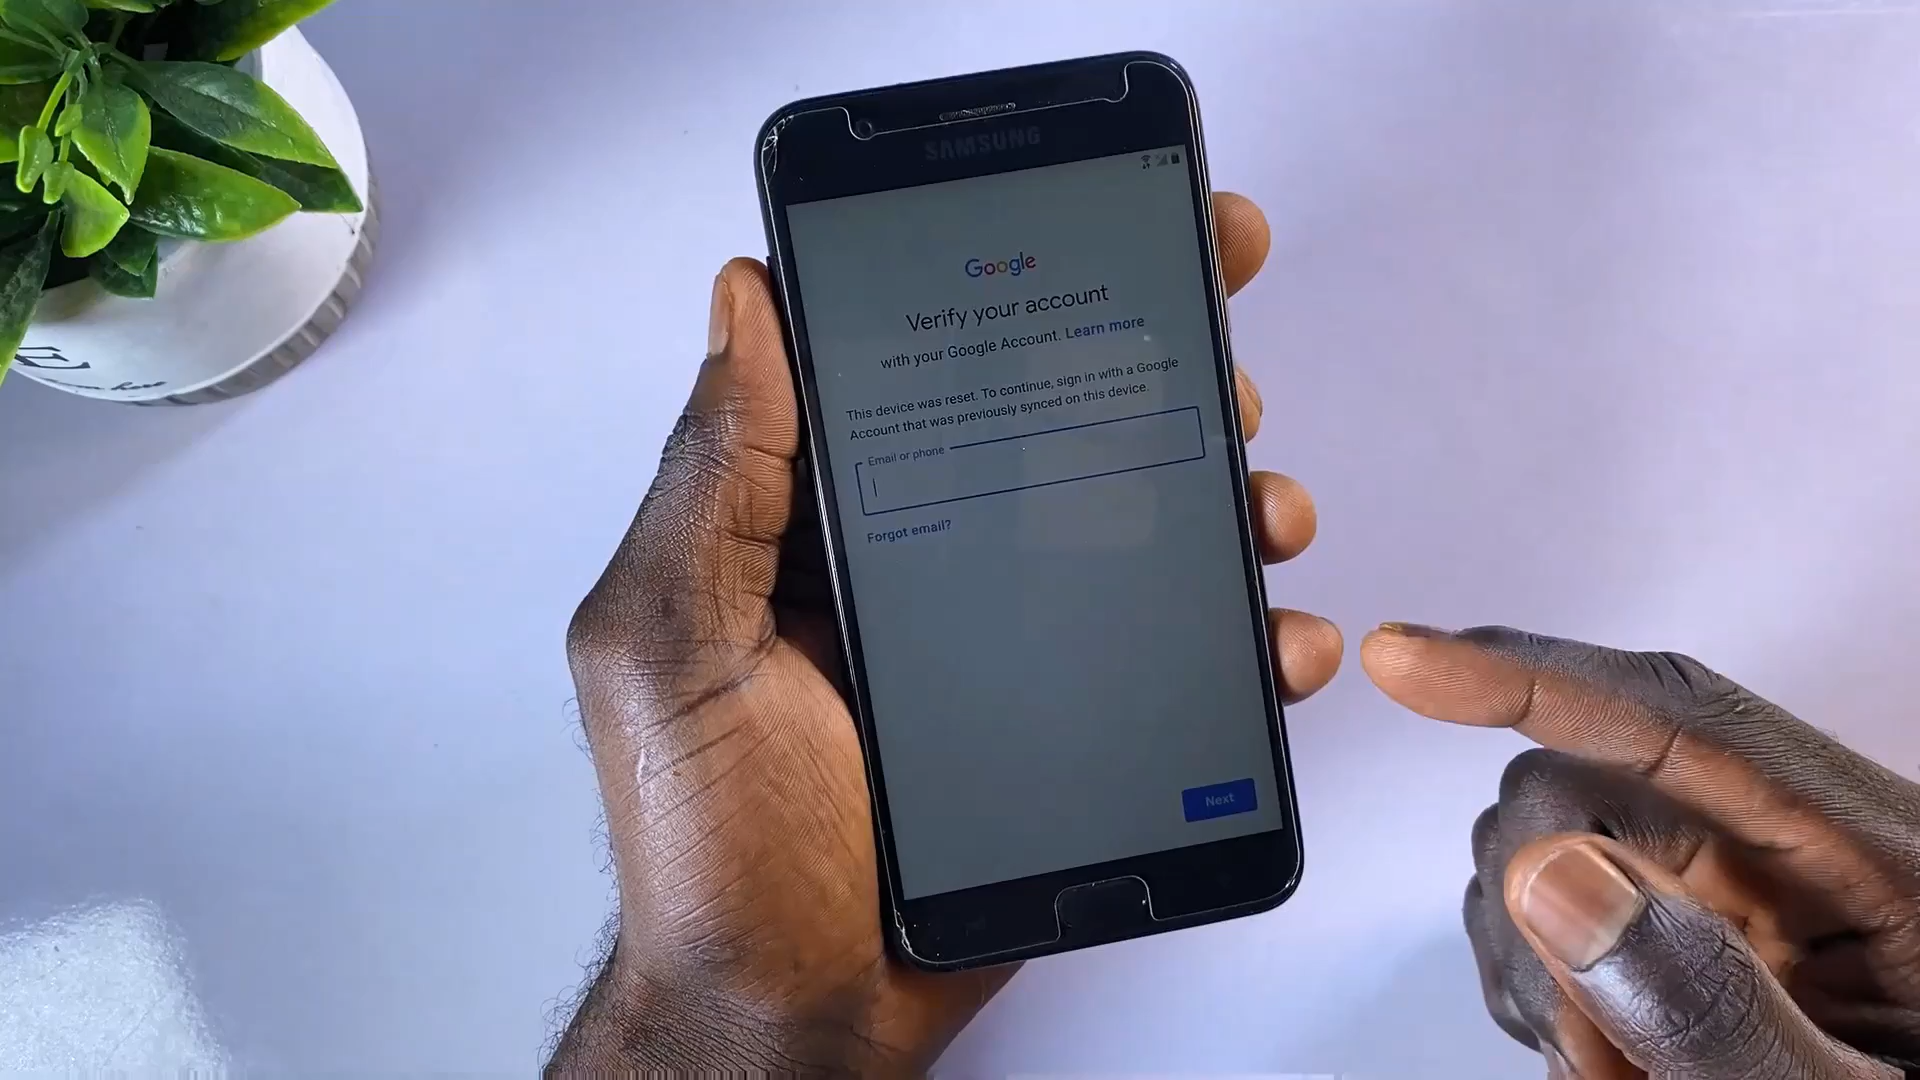 SAMSUNG
Google
Verify your account
with your Google Account. Learn more
This device was reset. To continue, sign in with a Google
Account that was previously synced on this device.
Email or phone
Forgot email?
Next